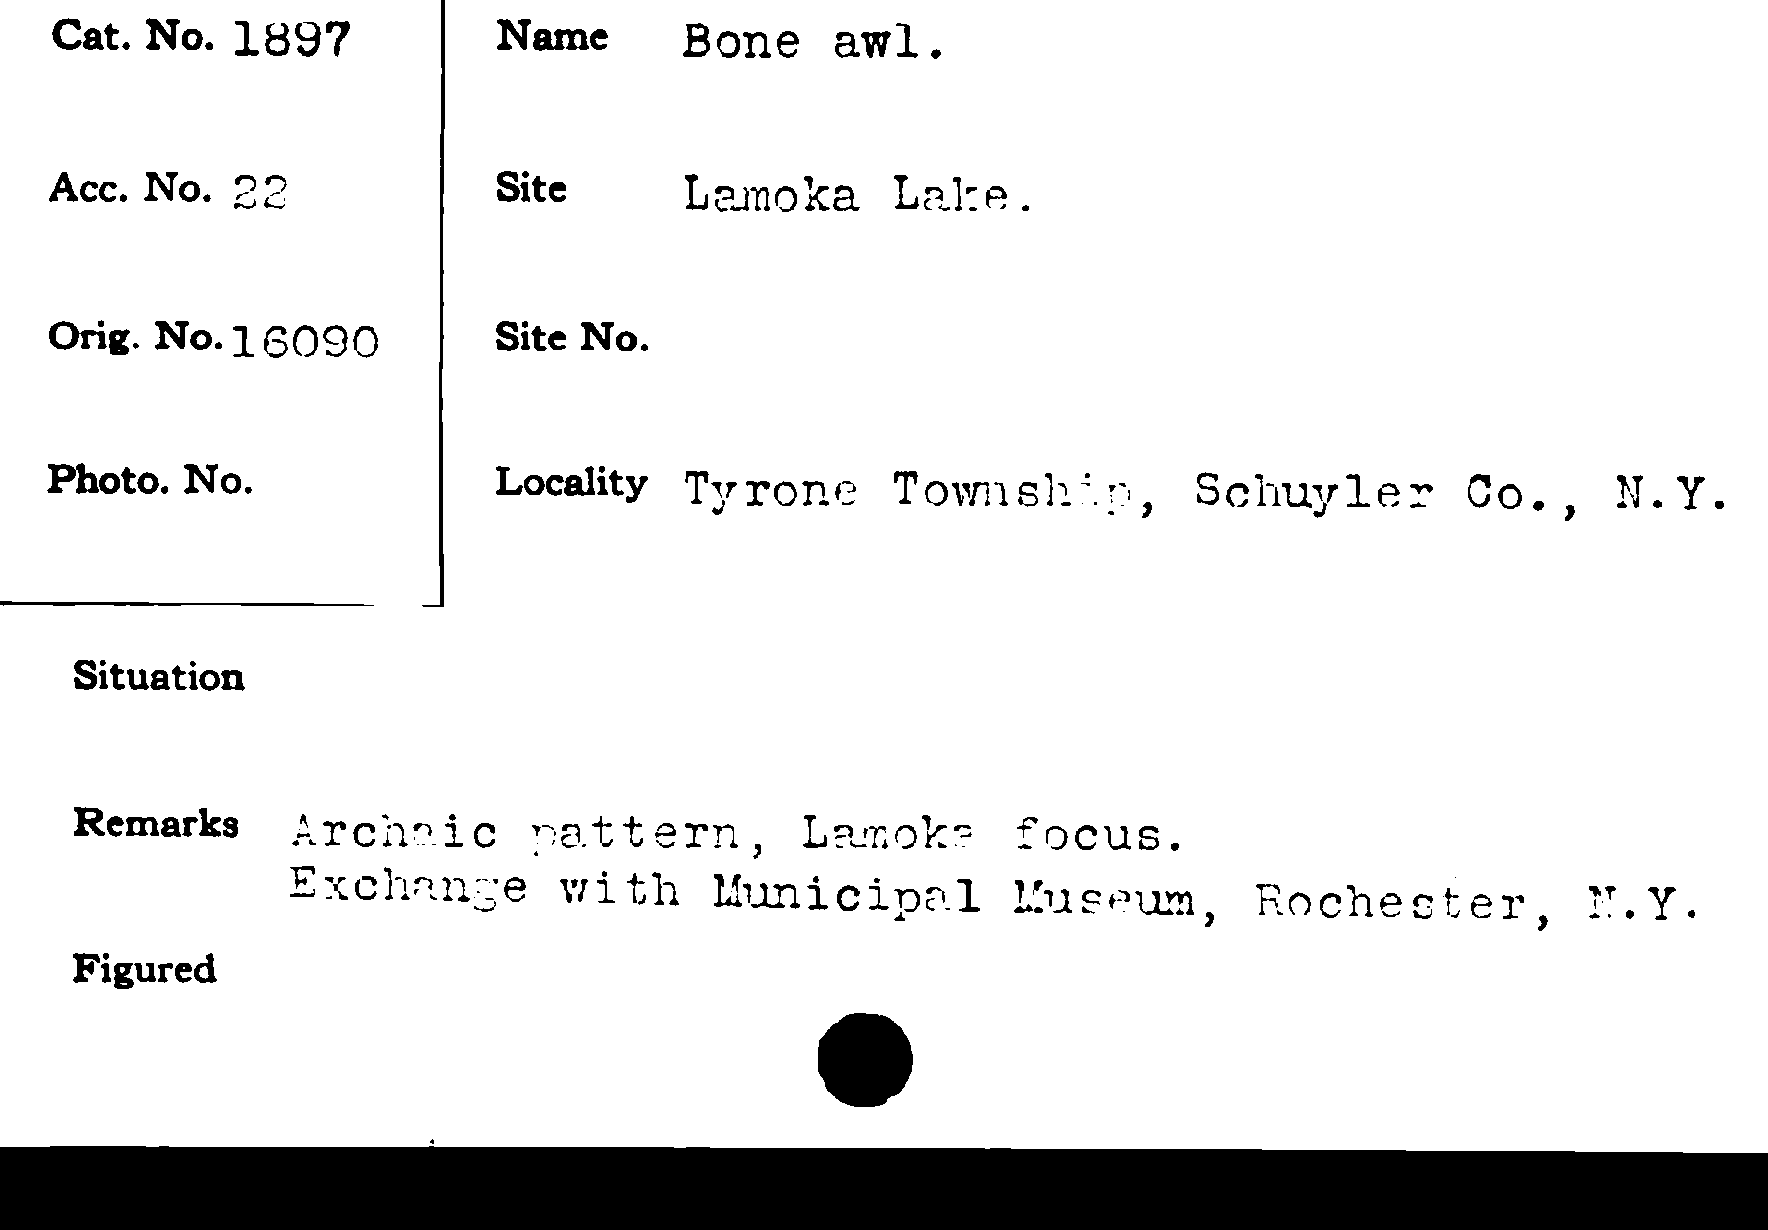 Cat. No. 1897
Name Bone awl.
Acc. No. 22
Site Lamoka Lake.
Orig. No. 16090
Site No.
Photo. No.
Locality Tyrone Township, Schuyler Co., N.Y.
Situation
Remarks Archaic pattern, Lamoka focus.
Exchange with Municipal Museum, Rochester, N.Y.
Figured